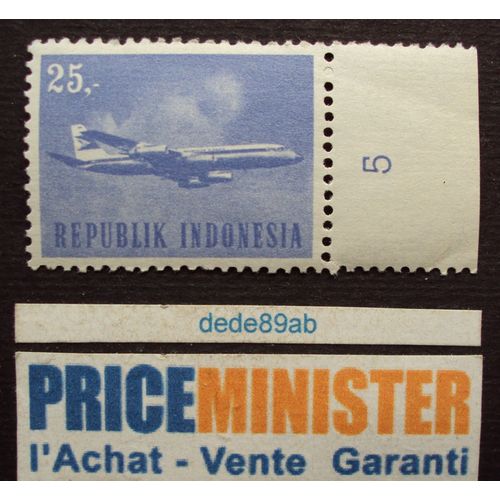 25,-
REPUBLIK INDONESIA
5
dede89ab
PRICEMINISTER
l'Achat - Vente Garanti